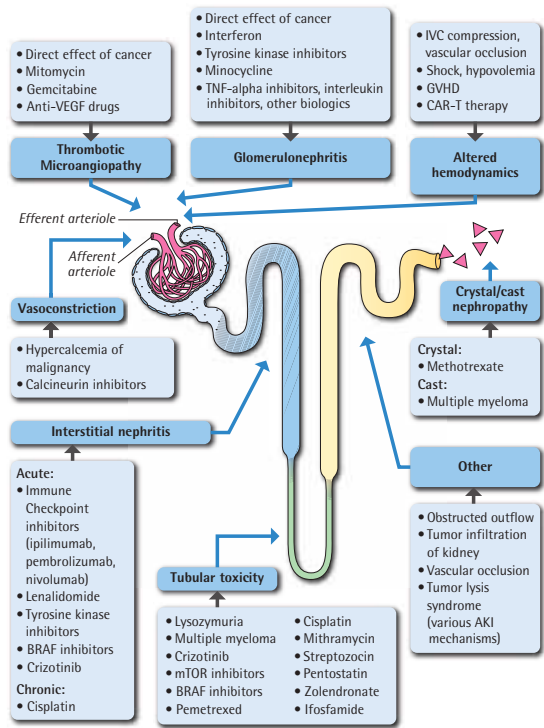 • Direct effect of cancer
• Mitomycin
• Gemcitabine
• Anti-VEGF drugs
Thrombotic
Microangiopathy
• Direct effect of cancer
• Interferon
• Tyrosine kinase inhibitors
• Minocycline
• TNF-alpha inhibitors, interleukin
inhibitors, other biologics
Glomerulonephritis
• IVC compression,
vascular occlusion
• Shock, hypovolemia
• GVHD
• CAR-T therapy
Altered
hemodynamics
Efferent arteriole
Afferent
arteriole
Vasoconstriction
• Hypercalcemia of
malignancy
• Calcineurin inhibitors
Crystal/cast
nephropathy
Crystal:
• Methotrexate
Cast:
• Multiple myeloma
Interstitial nephritis
Acute:
• Immune
Checkpoint
inhibitors
(ipilimumab,
pembrolizumab,
nivolumab)
• Lenalidomide
• Tyrosine kinase
inhibitors
• BRAF inhibitors
• Crizotinib
Chronic:
• Cisplatin
Tubular toxicity
• Lysozymuria
• Multiple myeloma
• Crizotinib
• mTOR inhibitors
• BRAF inhibitors
• Pemetrexed
• Cisplatin
• Mithramycin
• Streptozocin
• Pentostatin
• Zolendronate
• Ifosfamide
Other
• Obstructed outflow
• Tumor infiltration
of kidney
• Vascular occlusion
• Tumor lysis
syndrome
(various AKI
mechanisms)